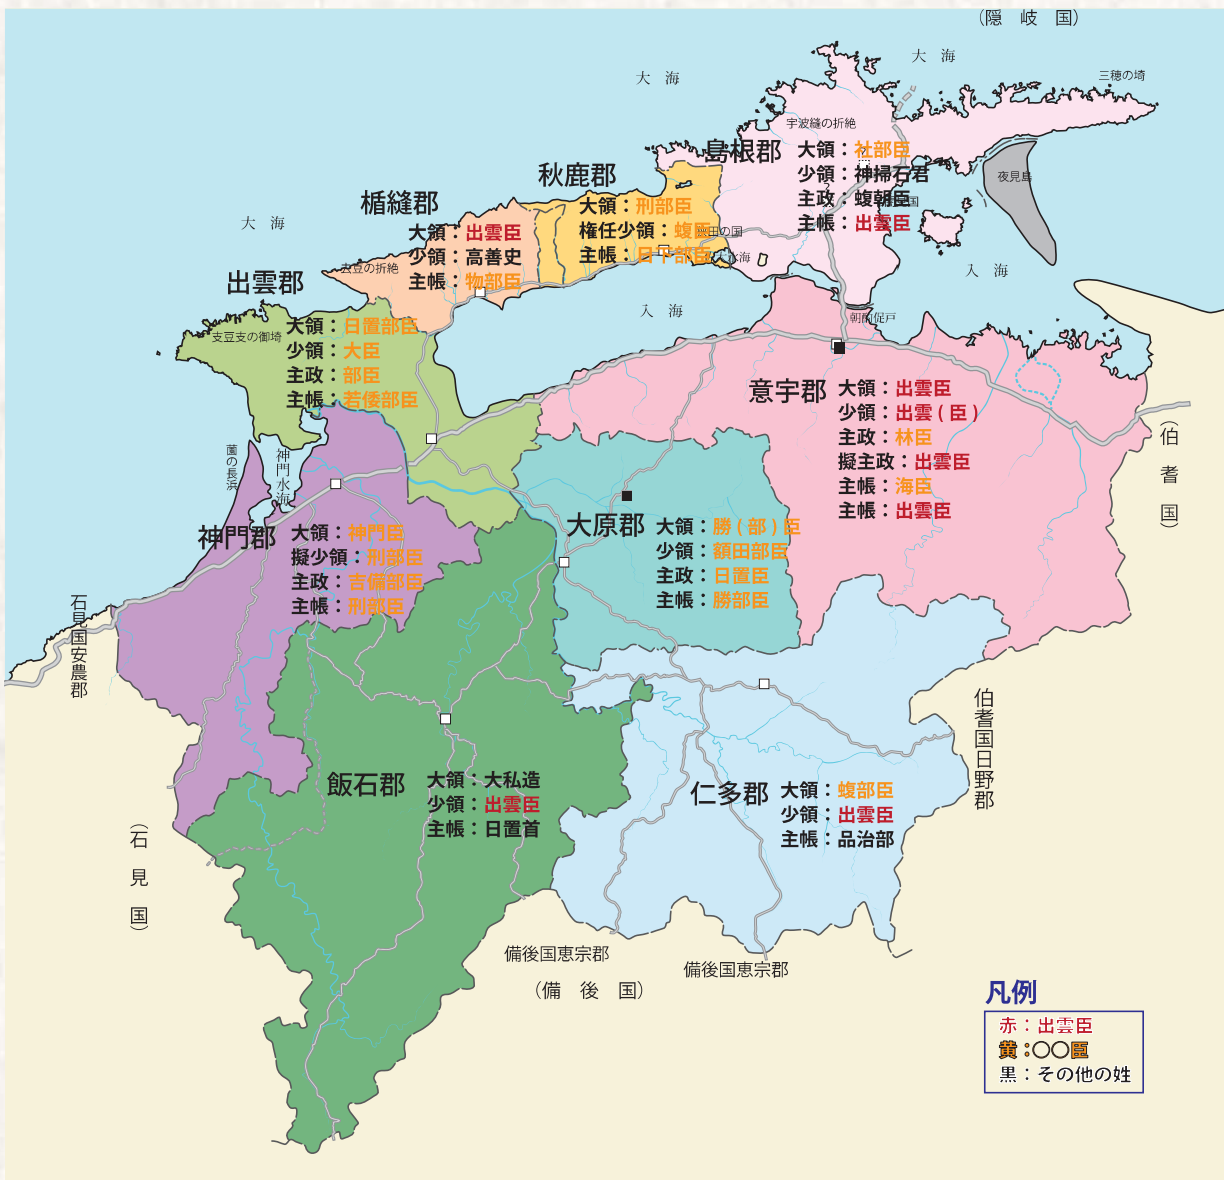 （隠　岐　国）
大　海
大　海
三穂の埼
宇波縫の折絶
島根郡
大領：社部臣
少領：神掃石君
主政：蝮朝臣
主帳：出雲臣
夜見島
秋鹿郡
大領：刑部臣
権任少領：蝮臣
主帳：日下部臣
恵田の国
楯縫郡
大領：出雲臣
少領：高善史
主帳：物部臣
大　海
去豆の折絶
入　海
入　海
朝酌促戸
出雲郡
支豆支の御埼
大領：日置部臣
少領：大臣
主政：部臣
主帳：若倭部臣
意宇郡
大領：出雲臣
少領：出雲（臣）
主政：林臣
擬主政：出雲臣
主帳：海臣
主帳：出雲臣
（伯　耆　国）
薗の長浜
神門水海
神門郡
大領：神門臣
擬少領：刑部臣
主政：吉備部臣
主帳：刑部臣
大原郡
大領：勝（部）臣
少領：額田部臣
主政：日置臣
主帳：勝部臣
石見国安農郡
伯耆国日野郡
飯石郡
大領：大私造
少領：出雲臣
主帳：日置首
仁多郡
大領：蝮部臣
少領：出雲臣
主帳：品治部
（石　見　国）
備後国恵宗郡
備後国恵宗郡
（備　後　国）
凡例
赤：出雲臣
黄：〇〇臣
黒：その他の姓